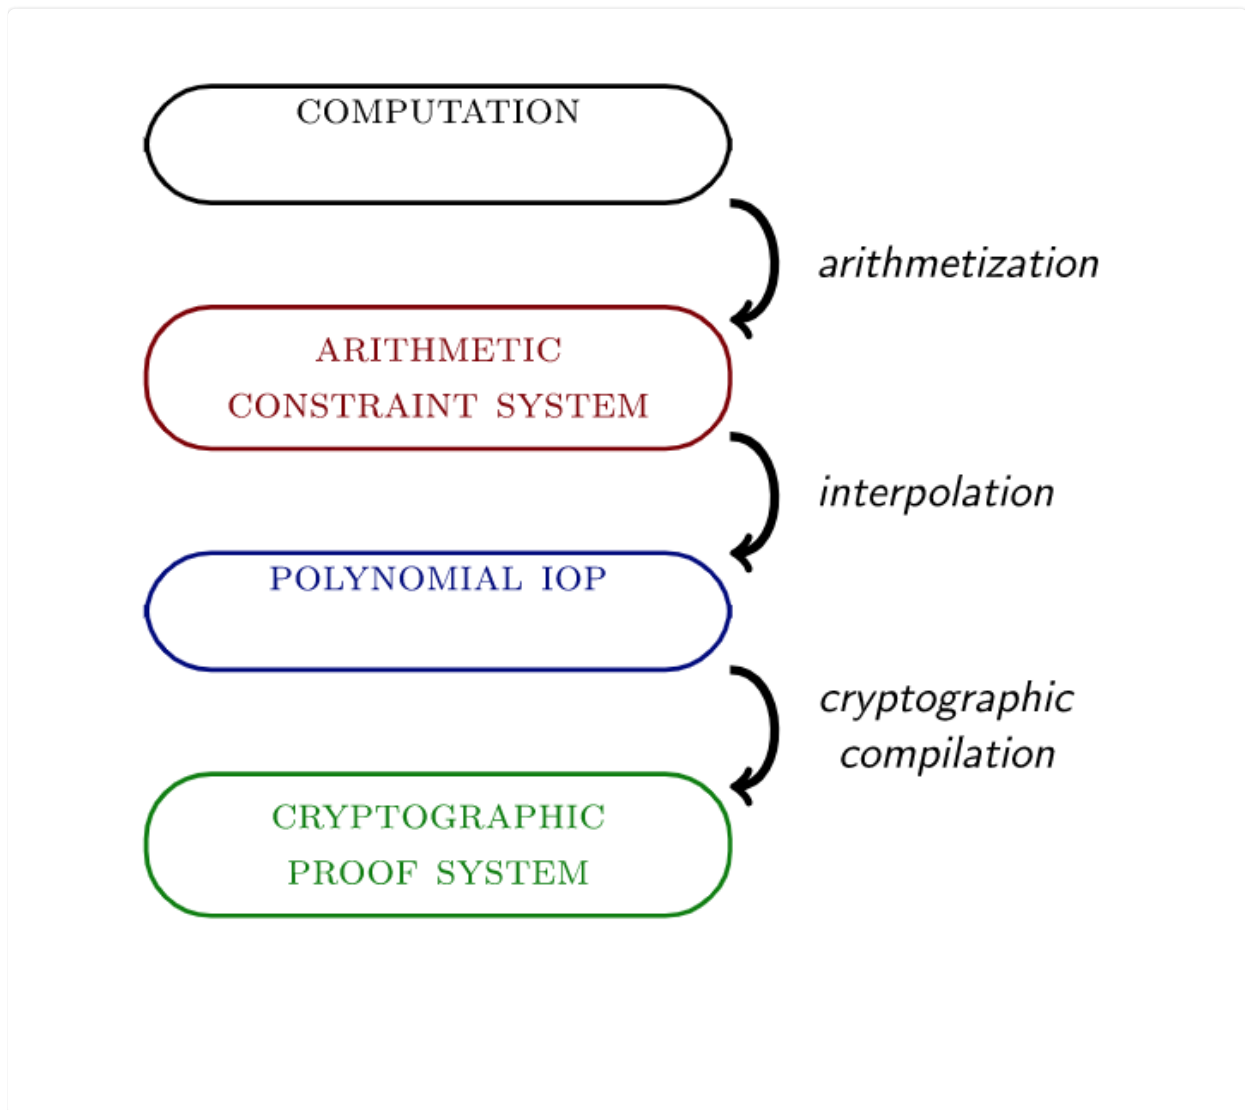 COMPUTATION
arithmetization
ARITHMETIC
CONSTRAINT SYSTEM
interpolation
POLYNOMIAL IOP
cryptographic
compilation
CRYPTOGRAPHIC
PROOF SYSTEM